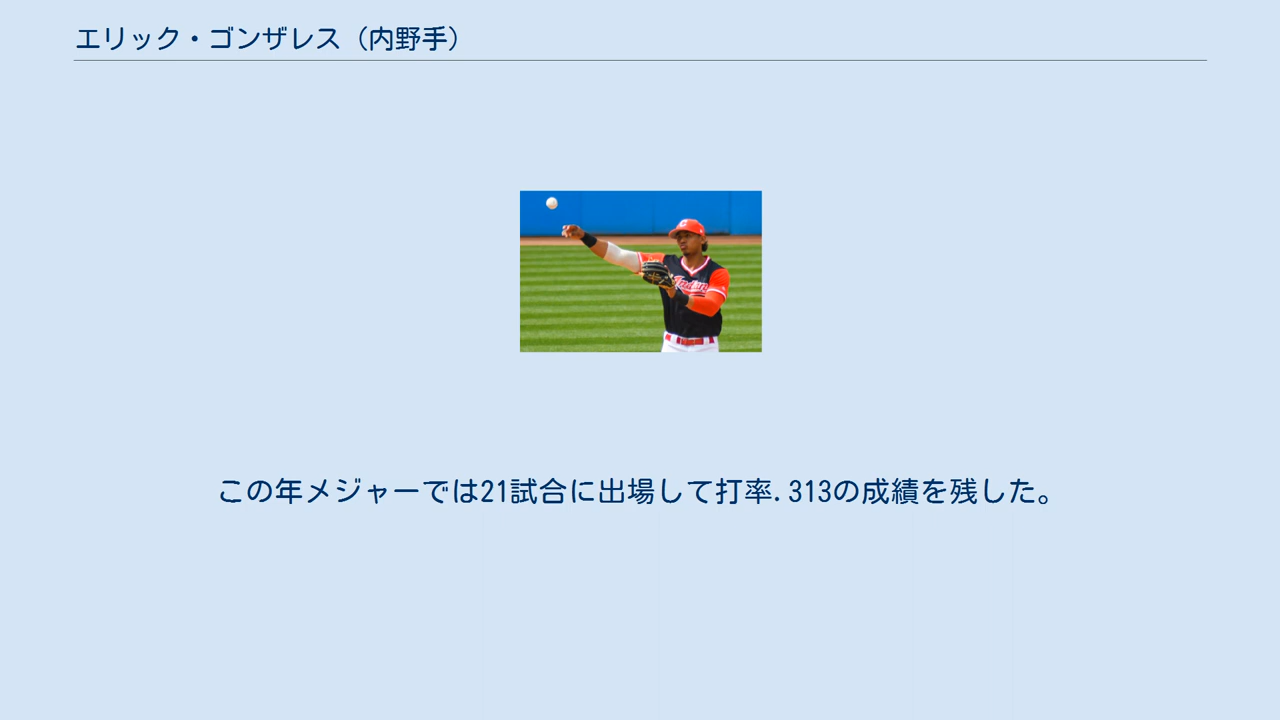 エリック・ゴンザレス（内野手）
この年メジャーでは21試合に出場して打率.313の成績を残した。